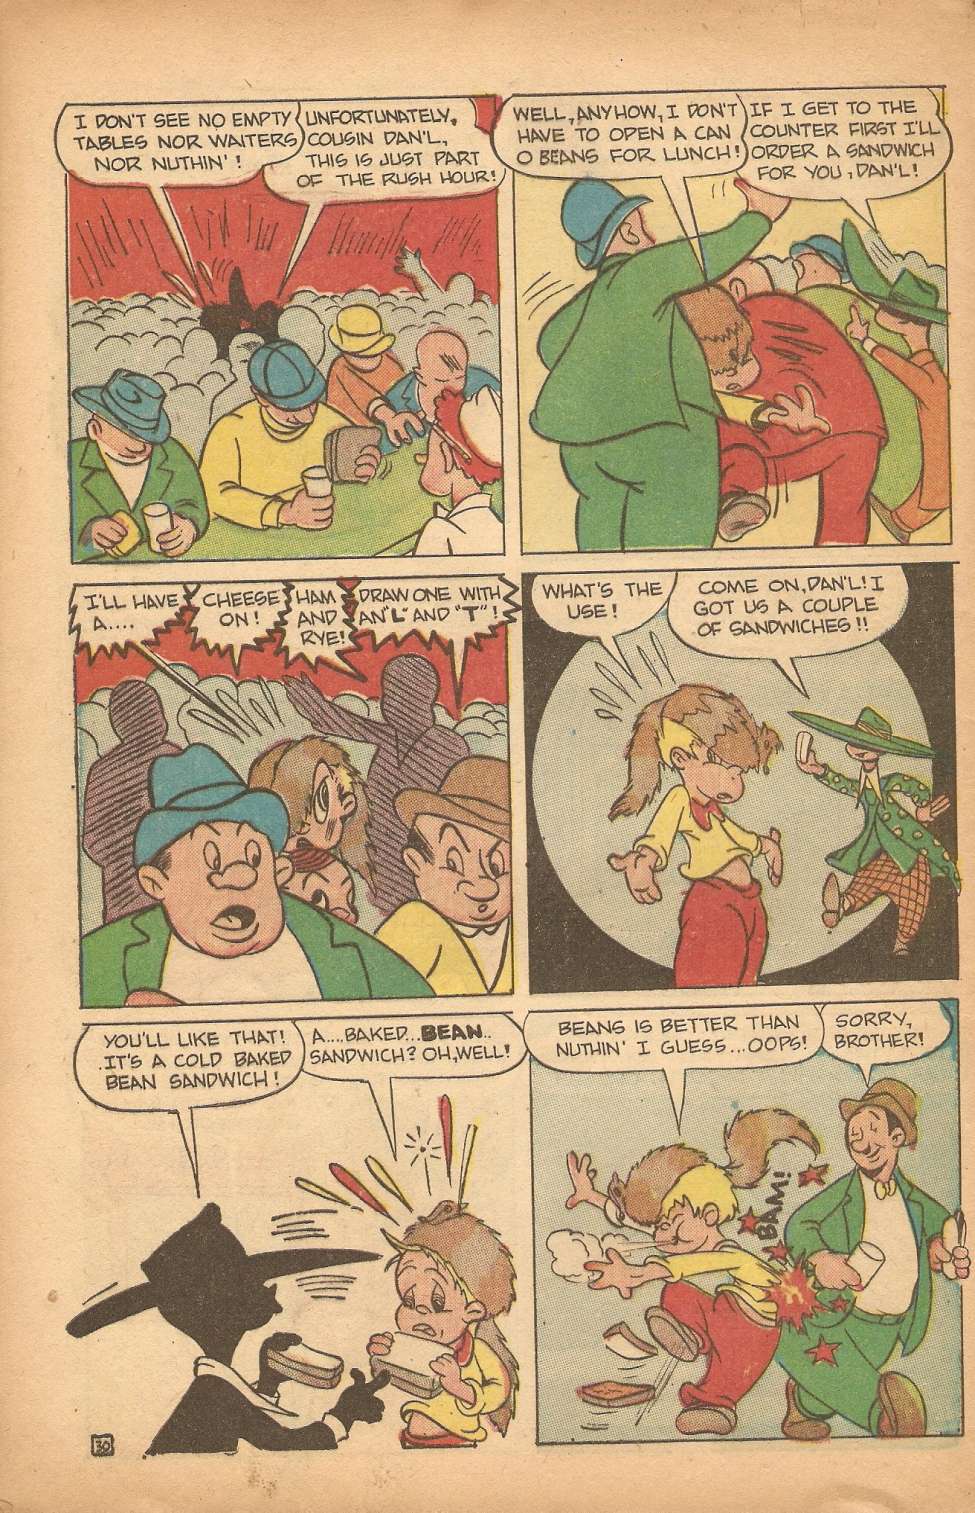 I DON'T SEE NO EMPTY
TABLES NOR WAITERS
NOR NUTHIN'!
UNFORTUNATELY,
COUSIN DAN'L,
THIS IS JUST PART
OF THE RUSH HOUR!
WELL, ANYHOW, I DON'T
HAVE TO OPEN A CAN
O BEANS FOR LUNCH!
IF I GET TO THE
COUNTER FIRST I'LL
ORDER A SANDWICH
FOR YOU, DAN'L!
I'LL HAVE
A....
CHEESE
ON!
HAM
AND
RYE!
DRAW ONE WITH
AN "L" AND "T"!
WHAT'S THE
USE!
COME ON, DAN'L! I
GOT US A COUPLE
OF SANDWICHES!!
YOU'LL LIKE THAT!
.IT'S A COLD BAKED
BEAN SANDWICH!
A....BAKED...BEAN..
SANDWICH? OH, WELL!
BEANS IS BETTER THAN
NUTHIN' I GUESS...OOPS!
SORRY,
BROTHER!
BAM!
30